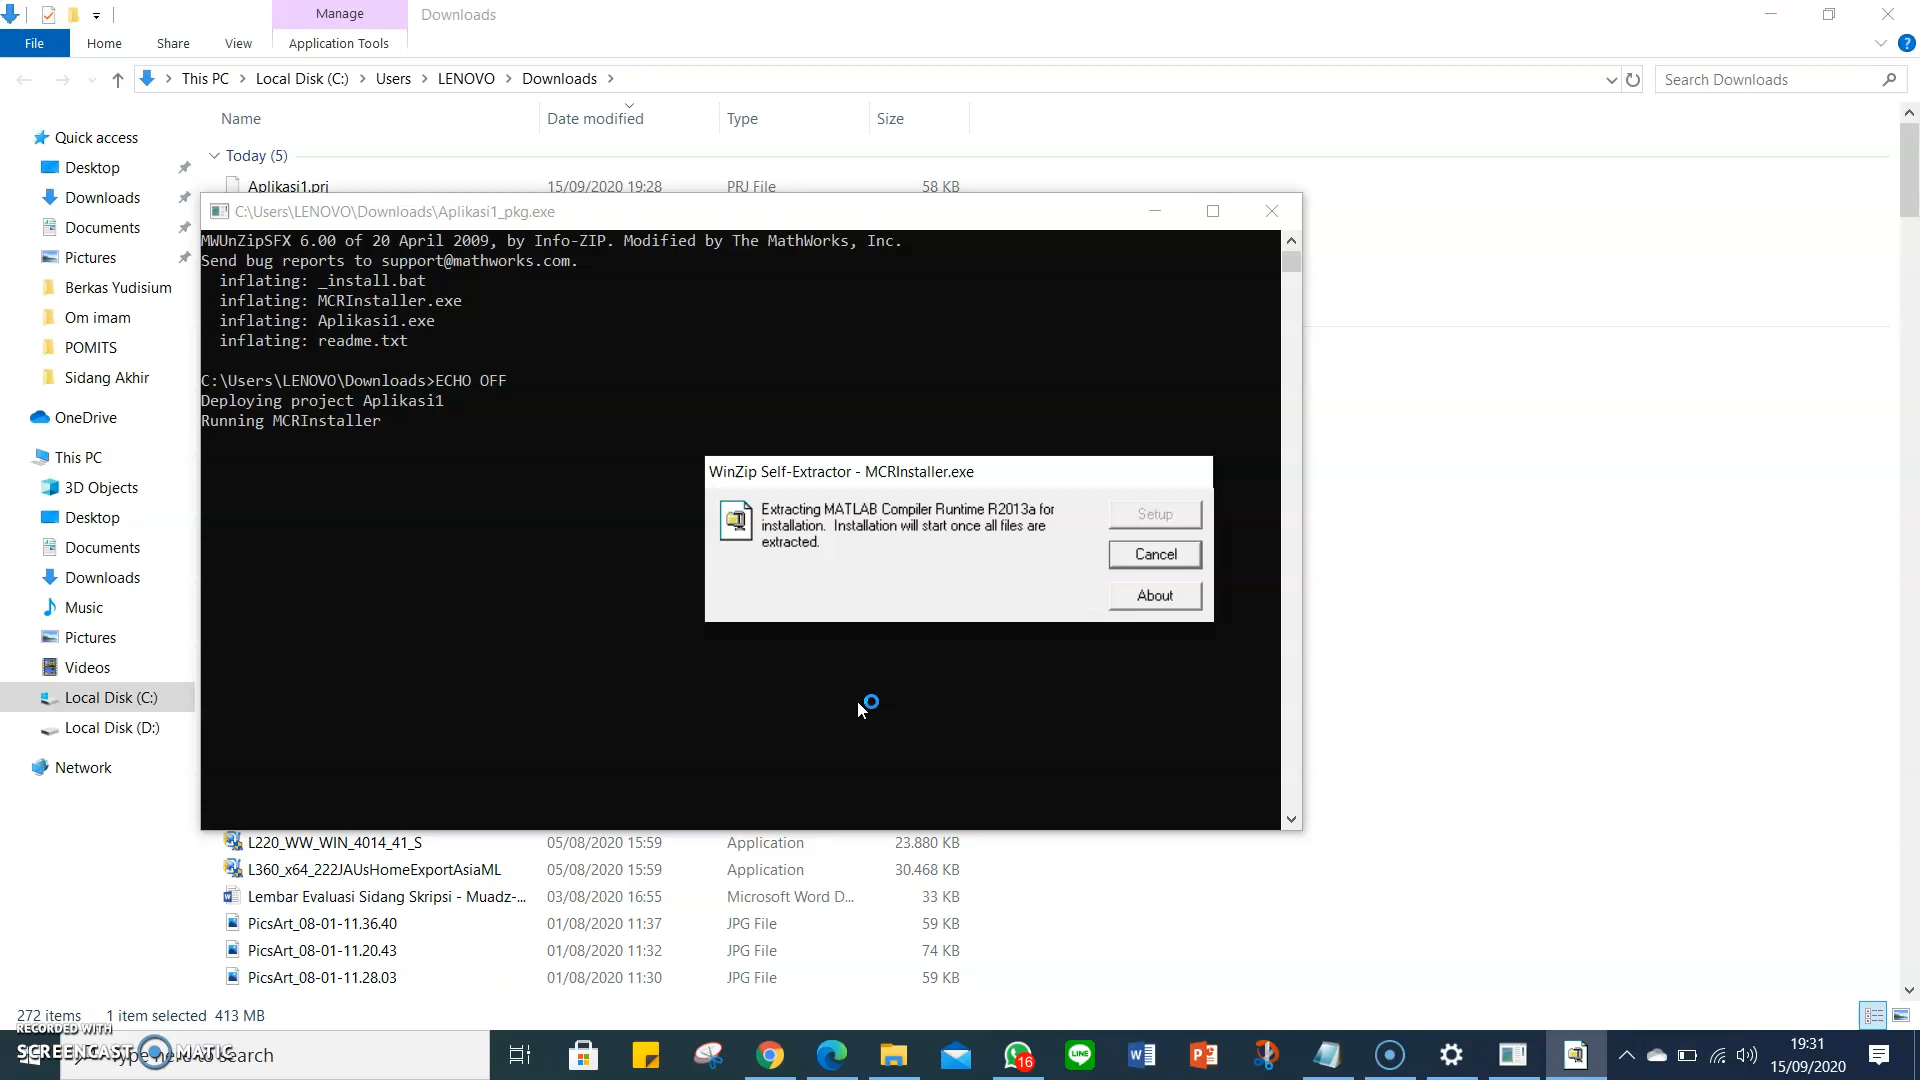 Manage
Downloads
File
Home
Share
View
Application Tools
This PC
Local Disk (C:)
Users
LENOVO
Downloads
Search Downloads
Name
Date modified
Type
Size
Quick access
Desktop
Downloads
Documents
Pictures
Berkas Yudisium
Om imam
POMITS
Sidang Akhir
OneDrive
This PC
3D Objects
Desktop
Documents
Downloads
Music
Pictures
Videos
Local Disk (C:)
Local Disk (D:)
Network
Today (5)
Aplikasi1.prj 15/09/2020 19:28 PRJ File 58 KB
C:\Users\LENOVO\Downloads\Aplikasi1_pkg.exe
MWUnZipSFX 6.00 of 20 April 2009, by Info-ZIP. Modified by The MathWorks, Inc.
Send bug reports to support@mathworks.com.
inflating: _install.bat
inflating: MCRInstaller.exe
inflating: Aplikasi1.exe
inflating: readme.txt
C:\Users\LENOVO\Downloads>ECHO OFF
Deploying project Aplikasi1
Running MCRInstaller
WinZip Self-Extractor - MCRInstaller.exe
Extracting MATLAB Compiler Runtime R2013a for
installation. Installation will start once all files are
extracted.
Setup
Cancel
About
L220_WW_WIN_4014_41_S 05/08/2020 15:59 Application 23.880 KB
L360_x64_222JAUsHomeExportAsiaML 05/08/2020 15:59 Application 30.468 KB
Lembar Evaluasi Sidang Skripsi - Muadz-... 03/08/2020 16:55 Microsoft Word D... 33 KB
PicsArt_08-01-11.36.40 01/08/2020 11:37 JPG File 59 KB
PicsArt_08-01-11.20.43 01/08/2020 11:32 JPG File 74 KB
PicsArt_08-01-11.28.03 01/08/2020 11:30 JPG File 59 KB
272 items 1 item selected 413 MB
RECORDED WITH
SCREENCAST MATIC
Type here to search
16
LINE
19:31
15/09/2020